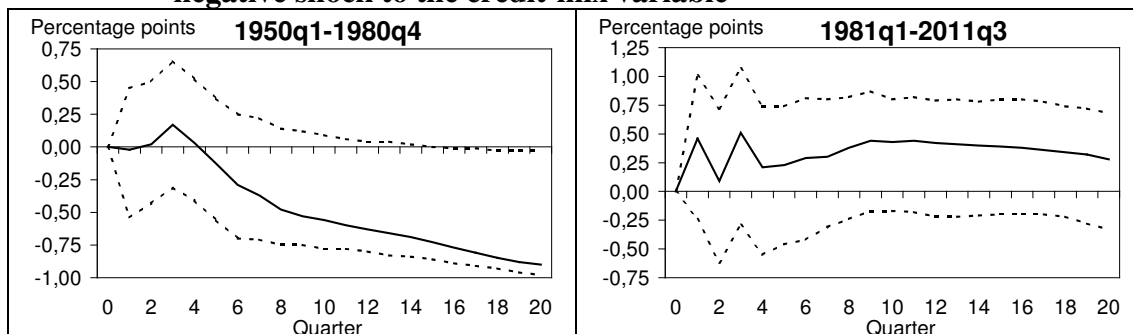 negative shock to the credit-mix variable
Percentage points 1950q1-1980q4
0,75
0,50
0,25
0,00
-0,25
-0,50
-0,75
-1,00
0 2 4 6 8 10 12 14 16 18 20
Quarter
Percentage points 1981q1-2011q3
1,25
1,00
0,75
0,50
0,25
0,00
-0,25
-0,50
-0,75
0 2 4 6 8 10 12 14 16 18 20
Quarter